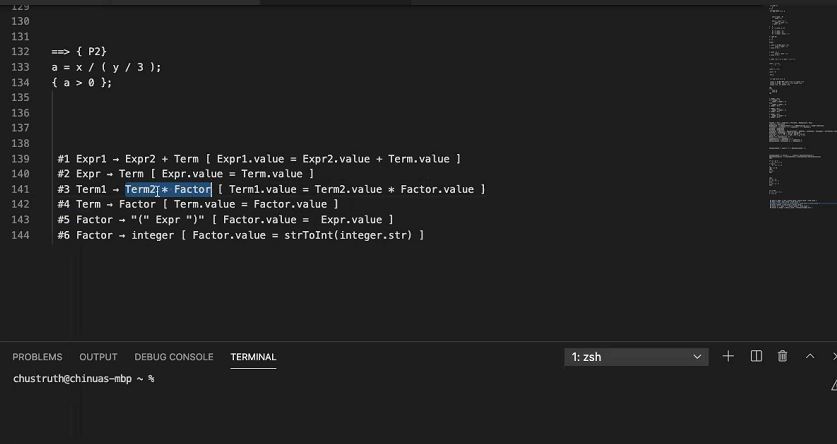 129
130
131
132 ==> { P2}
133 a = x / ( y / 3 );
134 { a > 0 };
135
136
137
138
139 #1 Expr1 → Expr2 + Term [ Expr1.value = Expr2.value + Term.value ]
140 #2 Expr → Term [ Expr.value = Term.value ]
141 #3 Term1 → Term2 * Factor [ Term1.value = Term2.value * Factor.value ]
142 #4 Term → Factor [ Term.value = Factor.value ]
143 #5 Factor → "(" Expr ")" [ Factor.value =  Expr.value ]
144 #6 Factor → integer [ Factor.value = strToInt(integer.str) ]
PROBLEMS OUTPUT DEBUG CONSOLE TERMINAL 1: zsh
chustruth@chinuas-mbp ~ %